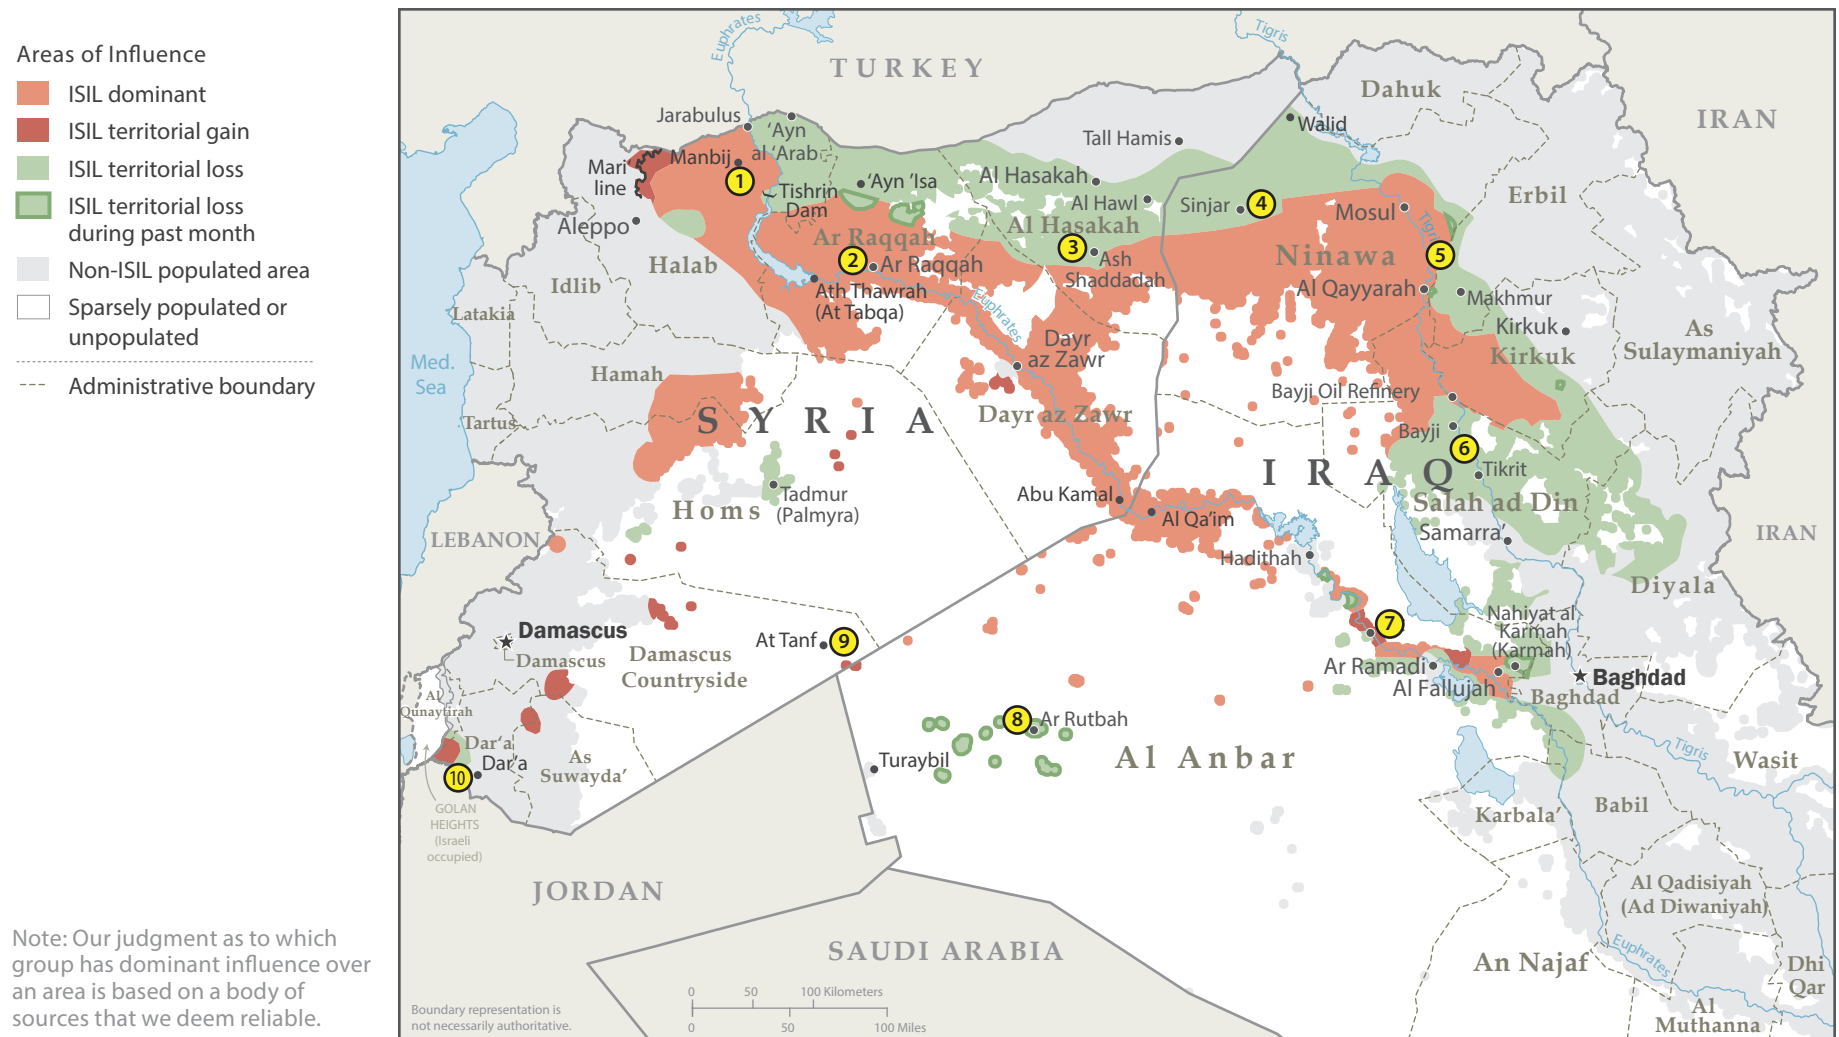 Areas of Influence
ISIL dominant
ISIL territorial gain
ISIL territorial loss
ISIL territorial loss
during past month
Non-ISIL populated area
Sparsely populated or
unpopulated
Administrative boundary
Note: Our judgment as to which
group has dominant influence over
an area is based on a body of
sources that we deem reliable.
Euphrates
Tigris
TURKEY
Dahuk
IRAN
Jarabulus
‘Ayn
al ‘Arab
Walid
Tall Hamis
Mari
line
Manbij
1
Tishrin
Dam
‘Ayn ’Isa
Al Hasakah
Al Hawl
Sinjar
4
Mosul
Tigris
Erbil
Aleppo
Al Hasakah
3
Ash
Shaddadah
Ar Raqqah
2
Ar Raqqah
Ninawa
5
Halab
Idlib
Ath Thawrah
(At Tabqa)
Euphrates
Al Qayyarah
Makhmur
Kirkuk
Kirkuk
As
Sulaymaniyah
Latakia
Med.
Sea
Hamah
Dayr
az Zawr
Bayji Oil Refinery
Tartus
SYRIA
Dayr az Zawr
Bayji
6
IRAQ
Tikrit
Salah ad Din
Tadmur
(Palmyra)
Homs
Abu Kamal
Al Qa’im
Samarra’
LEBANON
Hadithah
IRAN
Diyala
Nahiyat al
Karmah
(Karmah)
7
Damascus
Damascus
Damascus
Countryside
At Tanf
9
Ar Ramadi
Al Fallujah
Baghdad
Baghdad
Al
Qunaytirah
8
Ar Rutbah
Al Anbar
Dar‘a
Dar‘a
10
As
Suwayda’
Turaybil
Tigris
Wasit
GOLAN
HEIGHTS
(Israeli
occupied)
Karbala’
Babil
JORDAN
Al Qadisiyah
(Ad Diwaniyah)
SAUDI ARABIA
An Najaf
Euphrates
Dhi
Qar
Al
Muthanna
0 50 100 Kilometers
0 50 100 Miles
Boundary representation is
not necessarily authoritative.